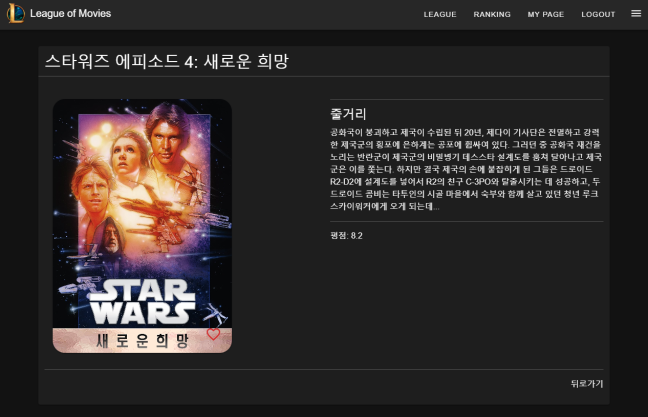 League of Movies
LEAGUE RANKING MY PAGE LOGOUT
스타워즈 에피소드 4: 새로운 희망
STAR
WARS
새로운희망
줄거리
공화국이 붕괴하고 제국이 수립된 뒤 20년, 제다이 기사단은 전멸하고 강력
한 제국군의 횡포에 은하계는 공포에 휩싸여 있다. 그러던 중 공화국 재건을
노리는 반란군이 제국군의 비밀병기 데스스타 설계도를 훔쳐 달아나고 제국
군은 이를 쫓는다. 하지만 결국 제국의 손에 붙잡히게 된 그들은 드로이드
R2-D2에 설계도를 넣어서 R2의 친구 C-3PO와 탈출시키는 데 성공하고, 두
드로이드 콤비는 타투인의 시골 마을에서 숙부와 함께 살고 있던 청년 루크
스카이워커에게 오게 되는데...
평점: 8.2
뒤로가기